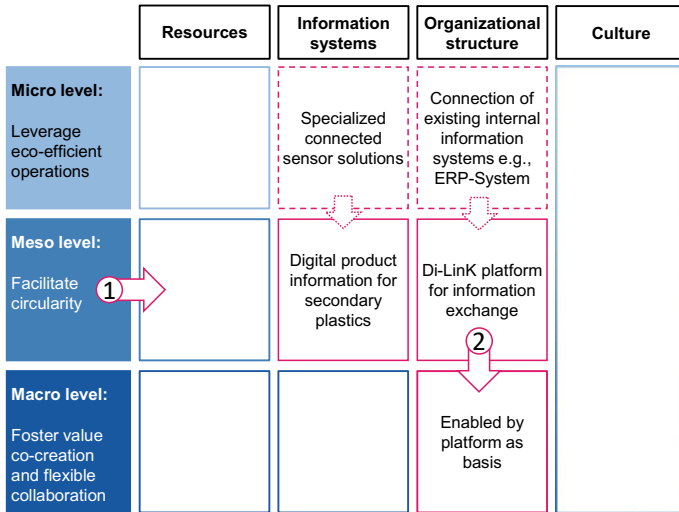 Resources
Information
systems
Organizational
structure
Culture
Micro level:
Leverage
eco-efficient
operations
Specialized
connected
sensor solutions
Connection of
existing internal
information
systems e.g.,
ERP-System
Meso level:
Facilitate
circularity
1
Digital product
information for
secondary
plastics
Di-LinK platform
for information
exchange
2
Macro level:
Foster value
co-creation
and flexible
collaboration
Enabled by
platform as
basis